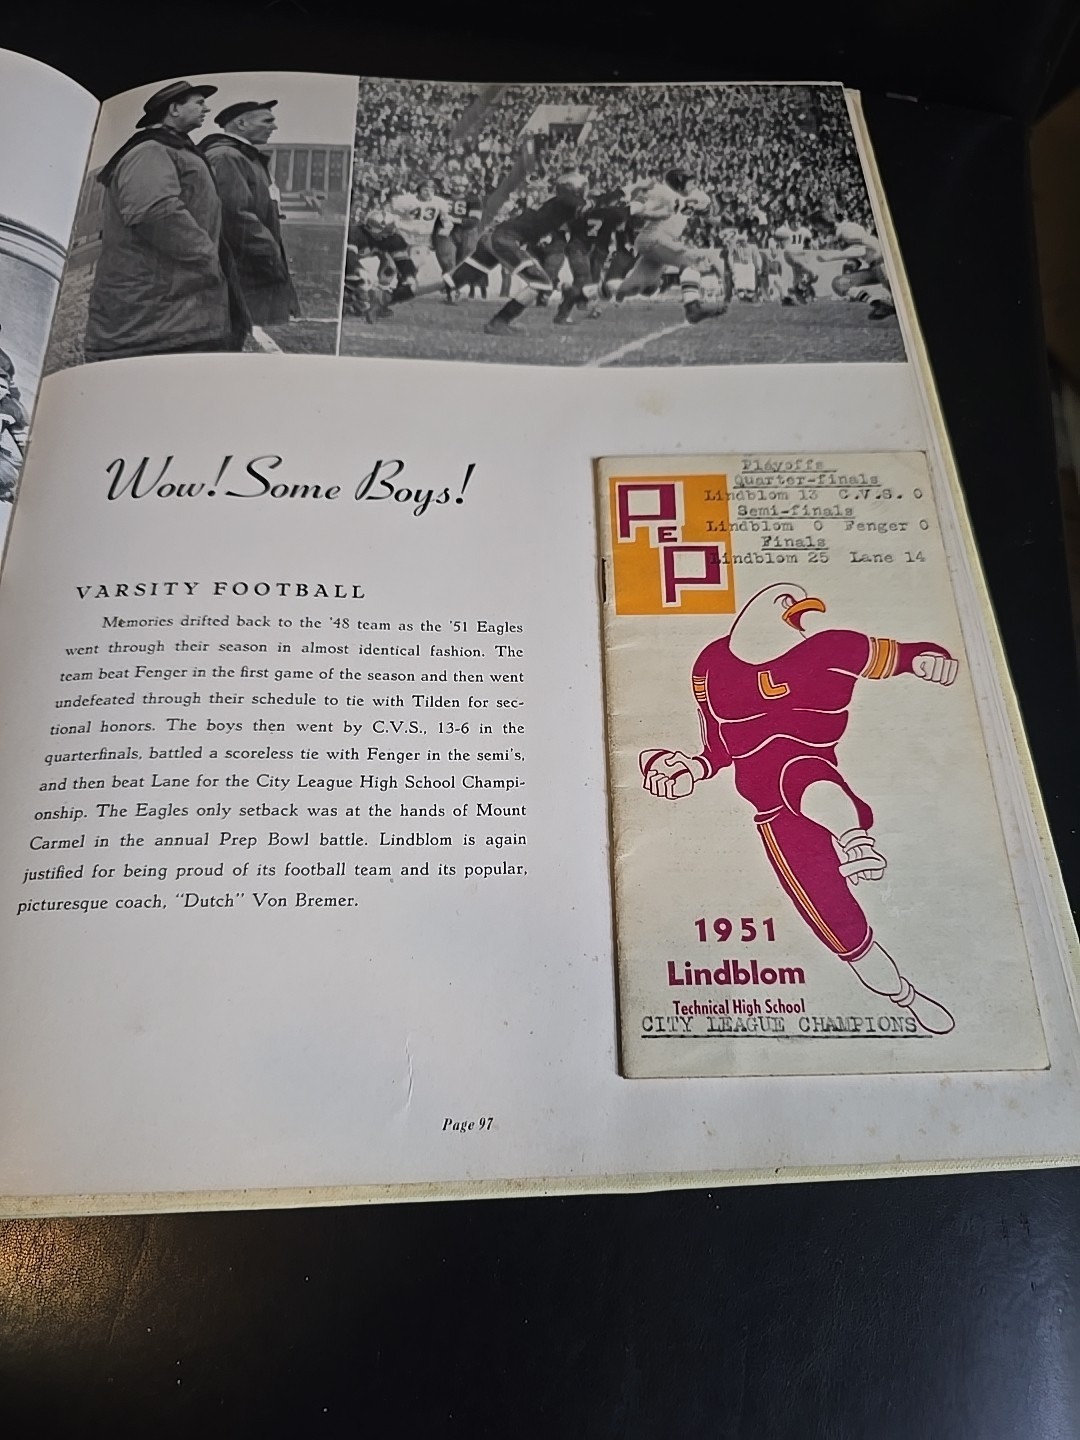 43
66
7
11
Wow! Some Boys!
VARSITY FOOTBALL
Memories drifted back to the '48 team as the '51 Eagles
went through their season in almost identical fashion. The
team beat Fenger in the first game of the season and then went
undefeated through their schedule to tie with Tilden for sec-
tional honors. The boys then went by C.V.S., 13-6 in the
quarterfinals, battled a scoreless tie with Fenger in the semi's,
and then beat Lane for the City League High School Champi-
onship. The Eagles only setback was at the hands of Mount
Carmel in the annual Prep Bowl battle. Lindblom is again
justified for being proud of its football team and its popular,
picturesque coach, "Dutch" Von Bremer.
Page 97
Playoffs
Quarter-finals
Lindblom 13 C.V.S. 0
Semi-finals
Lindblom 0 Fenger 0
Finals
Lindblom 25 Lane 14
PEP
L
1951
Lindblom
Technical High School
CITY LEAGUE CHAMPIONS